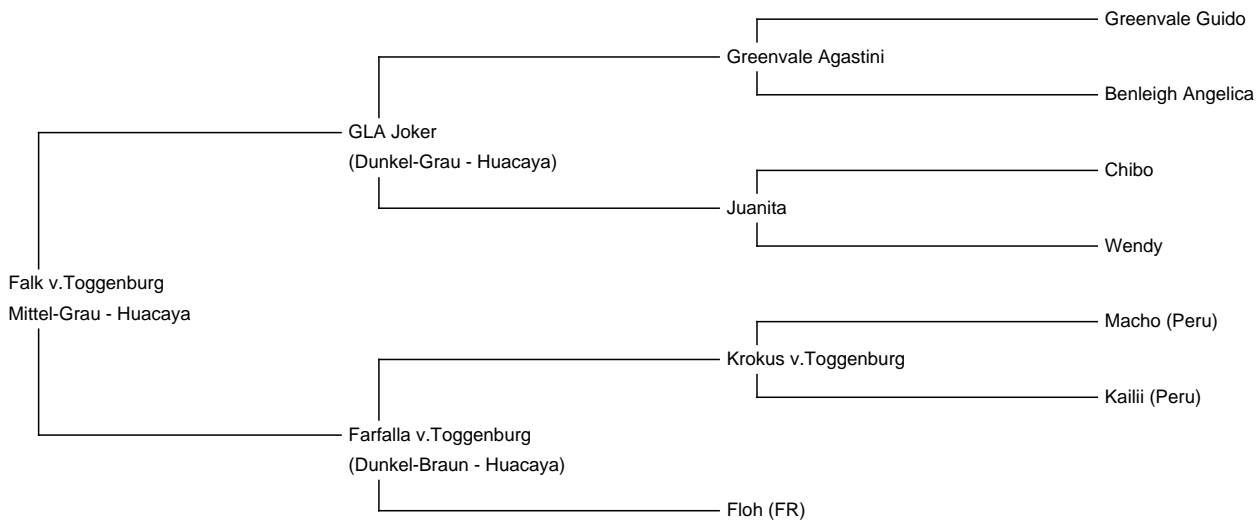 Greenvale Guido
Greenvale Agastini
Benleigh Angelica
GLA Joker
(Dunkel-Grau - Huacaya)
Chibo
Juanita
Wendy
Falk v.Toggenburg
Mittel-Grau - Huacaya
Macho (Peru)
Krokus v.Toggenburg
Kailii (Peru)
Farfalla v.Toggenburg
(Dunkel-Braun - Huacaya)
Floh (FR)